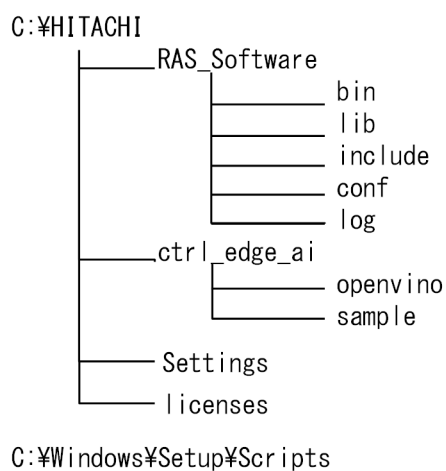 C:¥HITACHI
RAS_Software
bin
lib
include
conf
log
ctrl_edge_ai
openvino
sample
Settings
licenses
C:¥Windows¥Setup¥Scripts